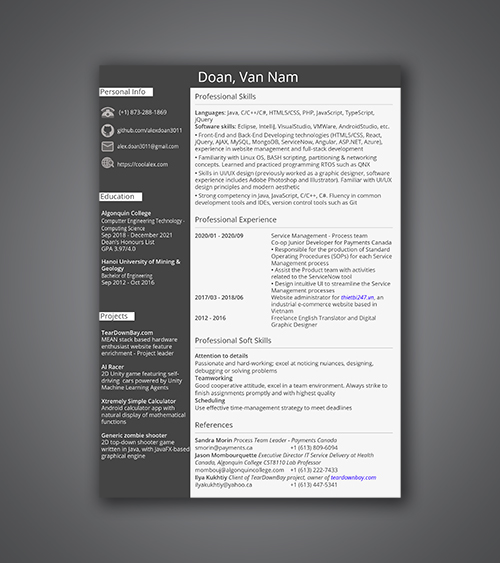 Doan, Van Nam
Personal Info
(+1) 873-288-1869
github.com/alexdoan3011
alex.doan3011@gmail.com
https://coolalex.com
Education
Algonquin College
Computer Engineering Technology -
Computing Science
Sep 2018 - December 2021
Dean's Honours List
GPA 3.97/4.0
Hanoi University of Mining &
Geology
Bachelor of Engineering
Sep 2012 - Oct 2016
Projects
TearDownBay.com
MEAN stack based hardware
enthusiast website feature
enrichment - Project leader
AI Racer
2D Unity game featuring self-
driving cars powered by Unity
Machine Learning Agents
Xtremely Simple Calculator
Android calculator app with
natural display of mathematical
functions
Generic zombie shooter
2D top-down shooter game
written in Java, with JavaFX-based
graphical engine
Professional Skills
Languages: Java, C/C++/C#, HTML5/CSS, PHP, JavaScript, TypeScript,
jQuery
Software skills: Eclipse, IntelliJ, VisualStudio, VMWare, AndroidStudio, etc.
• Front-End and Back-End Developing technologies (HTML5/CSS, React,
jQuery, AJAX, MySQL, MongoDB, ServiceNow, Angular, ASP.NET, Azure),
experience in website management and full-stack development
• Familiarity with Linux OS, BASH scripting, partitioning & networking
concepts. Learned and practiced programming RTOS such as QNX
• Skills in UI/UX design (previously worked as a graphic designer, software
experience includes Adobe Photoshop and Illustrator). Familiar with UI/UX
design principles and modern aesthetic
• Strong competency in Java, JavaScript, C/C++, C#. Fluency in common
development tools and IDEs, version control tools such as Git
Professional Experience
2020/01 - 2020/09 Service Management - Process team
Co-op Junior Developer for Payments Canada
• Responsible for the production of Standard
Operating Procedures (SOPs) for each Service
Management process
• Assist the Product team with activities
related to the ServiceNow tool
• Design intuitive UI to streamline the Service
Management processes
2017/03 - 2018/06 Website administrator for thietbi247.vn, an
industrial e-commerce website based in
Vietnam
2012 - 2016 Freelance English Translator and Digital
Graphic Designer
Professional Soft Skills
Attention to details
Passionate and hard-working; excel at noticing nuances, designing,
debugging or solving problems
Teamworking
Good cooperative attitude, excel in a team environment. Always strike to
finish assignments promptly and with highest quality
Scheduling
Use effective time-management strategy to meet deadlines
References
Sandra Morin Process Team Leader - Payments Canada
smorin@payments.ca +1 (613) 809-6094
Jason Mombourquette Executive Director IT Service Delivery at Health
Canada, Algonquin College CST8110 Lab Professor
mombouj@algonquincollege.com +1 (613) 222-7433
Ilya Kukhtiy Client of TearDownBay project, owner of teardownbay.com
ilyakukhtiy@yahoo.ca +1 (613) 447-5341